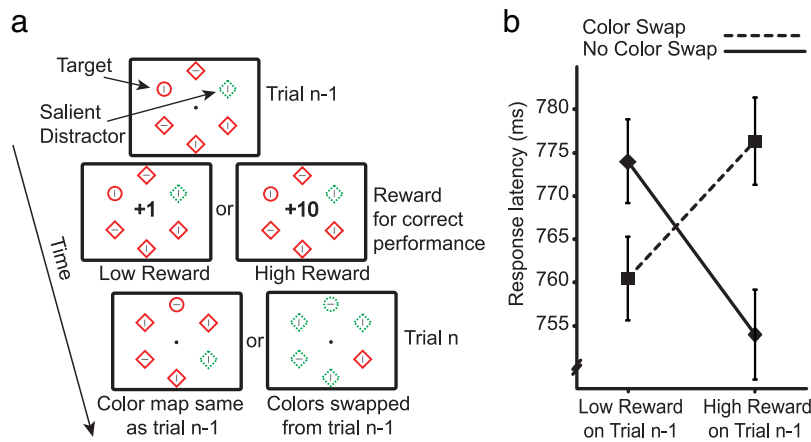 a
Target
Salient
Distractor
Trial n-1
+1
or
+10
Reward
for correct
performance
Low Reward
High Reward
Time
or
Trial n
Color map same
as trial n-1
Colors swapped
from trial n-1
b
Color Swap
No Color Swap
Response latency (ms)
780
775
770
765
760
755
Low Reward
on Trial n-1
High Reward
on Trial n-1